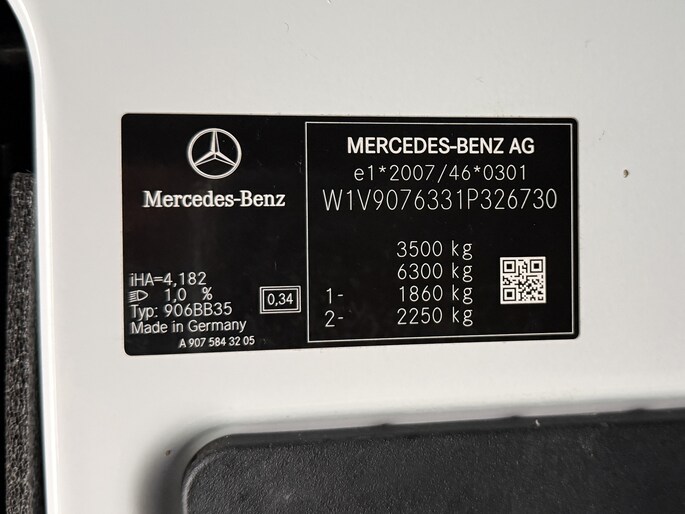 Mercedes-Benz
iHA=4,182
1,0 %
0,34
Typ: 906BB35
Made in Germany
A 907 584 32 05
MERCEDES-BENZ AG
e1*2007/46*0301
W1V9076331P326730
3500 kg
6300 kg
1- 1860 kg
2- 2250 kg